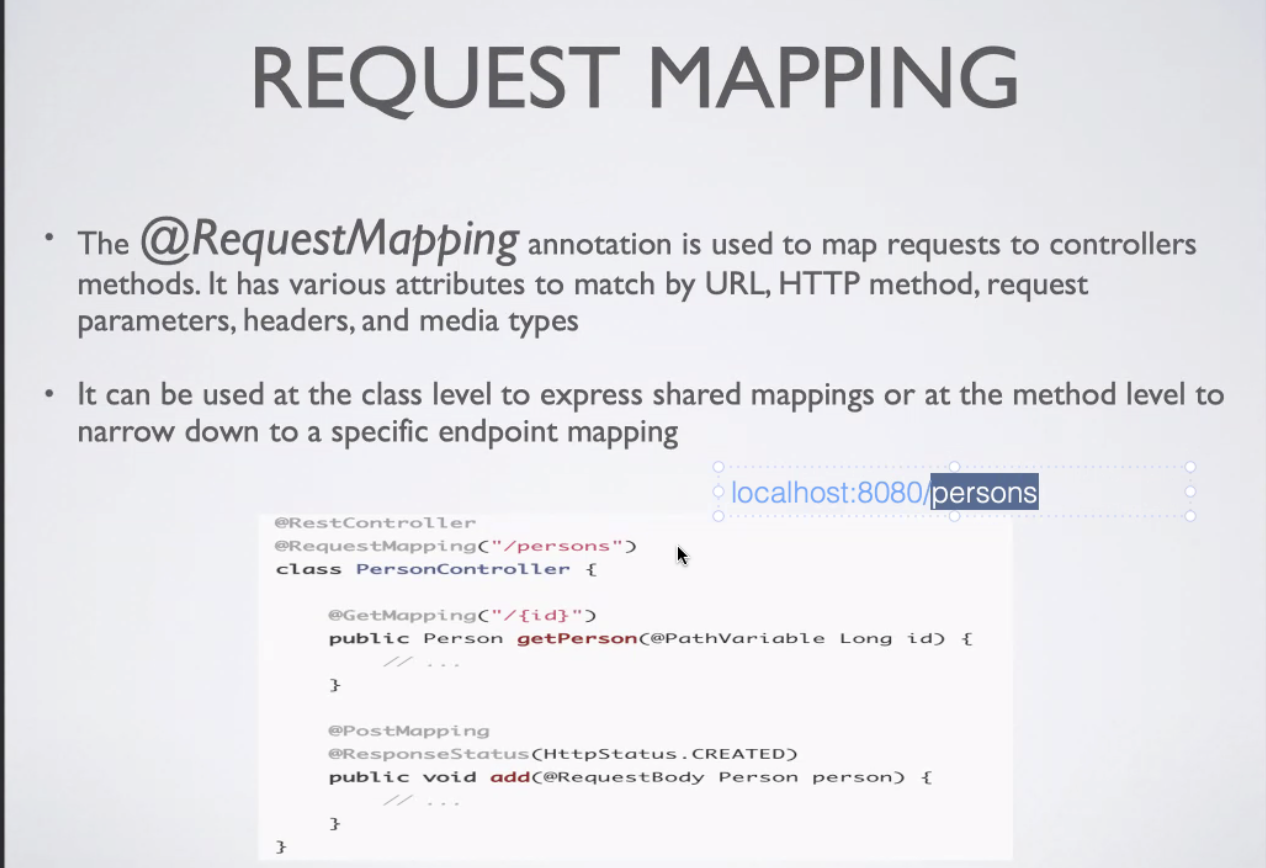 REQUEST MAPPING
• The @RequestMapping annotation is used to map requests to controllers
methods. It has various attributes to match by URL, HTTP method, request
parameters, headers, and media types
• It can be used at the class level to express shared mappings or at the method level to
narrow down to a specific endpoint mapping
localhost:8080/persons
@RestController
@RequestMapping("/persons")
class PersonController {
@GetMapping("/{id}")
public Person getPerson(@PathVariable Long id) {
// ...
}
@PostMapping
@ResponseStatus(HttpStatus.CREATED)
public void add(@RequestBody Person person) {
// ...
}
}